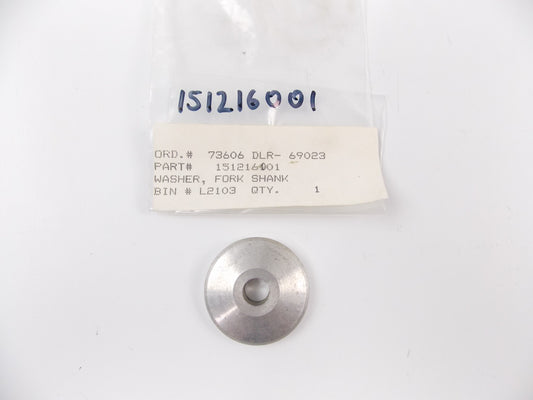 151216001
ORD.# 73606 DLR- 69023
PART# 151216001
WASHER, FORK SHANK
BIN # L2103 QTY. 1